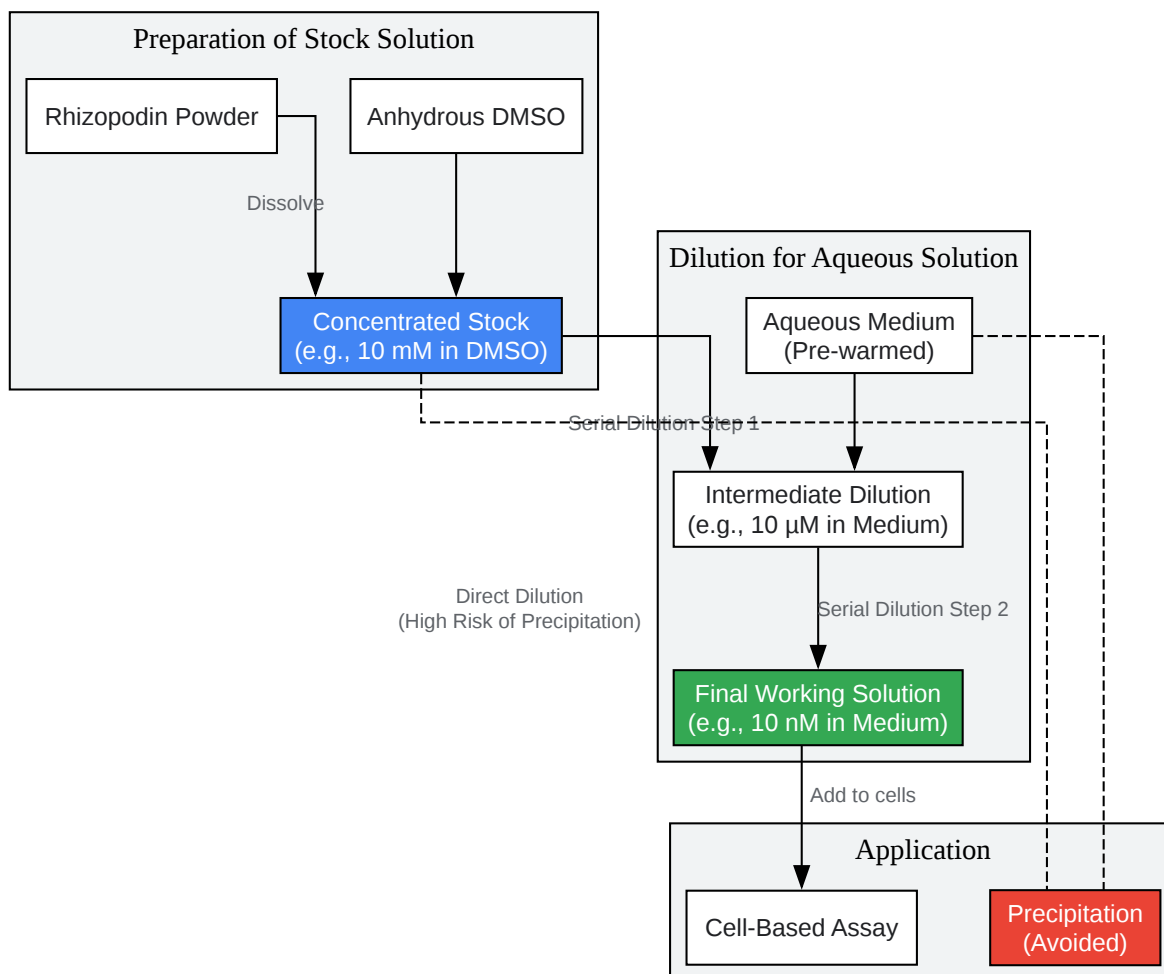 Preparation of Stock Solution
Rhizopodin Powder
Anhydrous DMSO
Dissolve
Concentrated Stock
(e.g., 10 mM in DMSO)
Dilution for Aqueous Solution
Aqueous Medium
(Pre-warmed)
Serial Dilution Step 1
Intermediate Dilution
(e.g., 10 µM in Medium)
Direct Dilution
(High Risk of Precipitation)
Serial Dilution Step 2
Final Working Solution
(e.g., 10 nM in Medium)
Add to cells
Application
Cell-Based Assay
Precipitation
(Avoided)